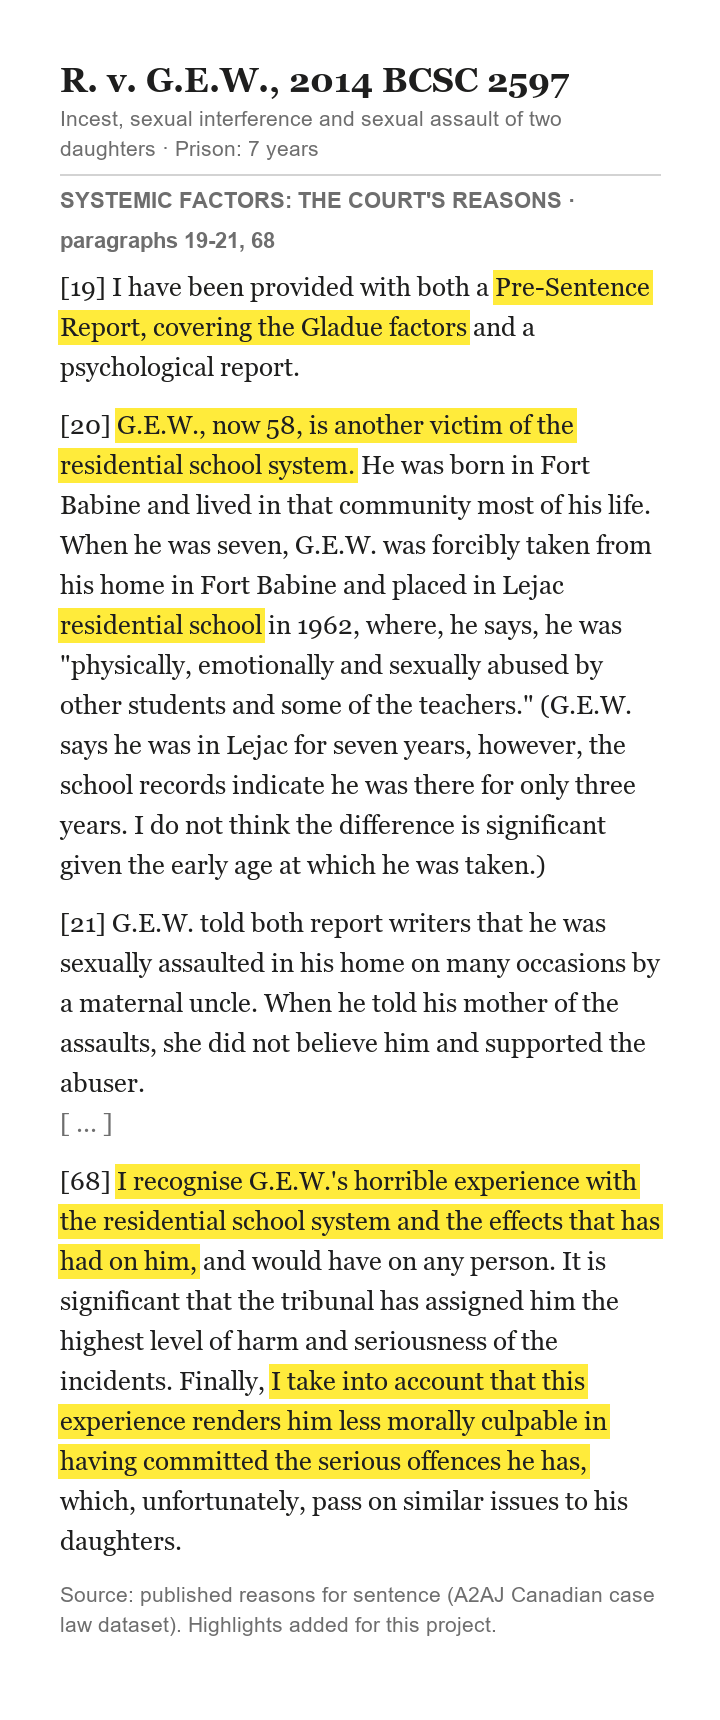 R. v. G.E.W., 2014 BCSC 2597
Incest, sexual interference and sexual assault of two
daughters · Prison: 7 years
SYSTEMIC FACTORS: THE COURT'S REASONS ·
paragraphs 19-21, 68
[19] I have been provided with both a Pre-Sentence
Report, covering the Gladue factors and a
psychological report.
[20] G.E.W., now 58, is another victim of the
residential school system. He was born in Fort
Babine and lived in that community most of his life.
When he was seven, G.E.W. was forcibly taken from
his home in Fort Babine and placed in Lejac
residential school in 1962, where, he says, he was
"physically, emotionally and sexually abused by
other students and some of the teachers." (G.E.W.
says he was in Lejac for seven years, however, the
school records indicate he was there for only three
years. I do not think the difference is significant
given the early age at which he was taken.)
[21] G.E.W. told both report writers that he was
sexually assaulted in his home on many occasions by
a maternal uncle. When he told his mother of the
assaults, she did not believe him and supported the
abuser.
[ ... ]
[68] I recognise G.E.W.'s horrible experience with
the residential school system and the effects that has
had on him, and would have on any person. It is
significant that the tribunal has assigned him the
highest level of harm and seriousness of the
incidents. Finally, I take into account that this
experience renders him less morally culpable in
having committed the serious offences he has,
which, unfortunately, pass on similar issues to his
daughters.
Source: published reasons for sentence (A2AJ Canadian case
law dataset). Highlights added for this project.